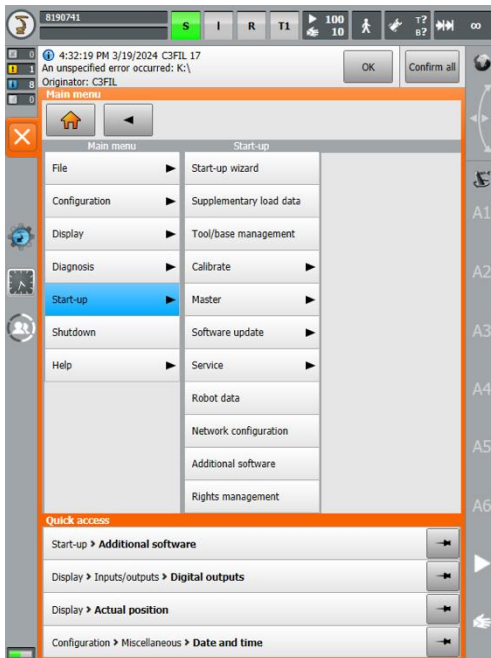 8190741
S I R T1 100 10 T? B? ∞
0
1
8
0
4:32:19 PM 3/19/2024 C3FIL 17
An unspecified error occurred: K:\
Originator: C3FIL
OK
Confirm all
Main menu
Main menu
Start-up
File
Configuration
Display
Diagnosis
Start-up
Shutdown
Help
Start-up wizard
Supplementary load data
Tool/base management
Calibrate
Master
Software update
Service
Robot data
Network configuration
Additional software
Rights management
A1
A2
A3
A4
A5
A6
Quick access
Start-up > Additional software
Display > Inputs/outputs > Digital outputs
Display > Actual position
Configuration > Miscellaneous > Date and time